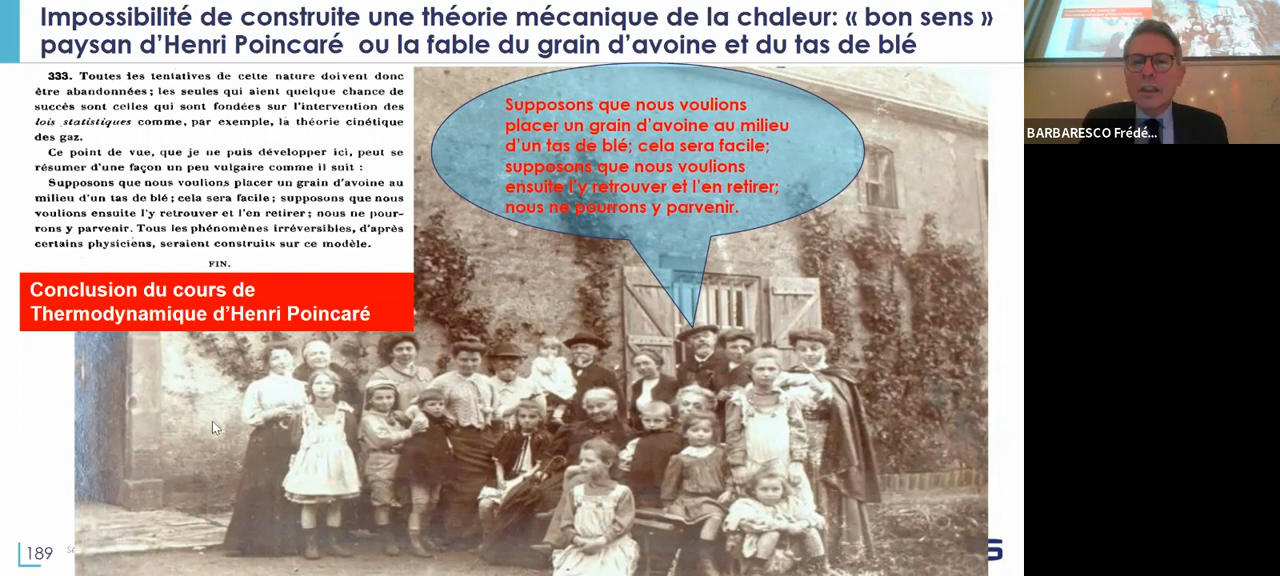 Impossibilité de construite une théorie mécanique de la chaleur: « bon sens »
paysan d’Henri Poincaré ou la fable du grain d’avoine et du tas de blé
333. Toutes les tentatives de cette nature doivent donc
être abandonnées ; les seules qui aient quelque chance de
succès sont celles qui sont fondées sur l'intervention des
lois statistiques comme, par exemple, la théorie cinétique
des gaz.
Ce point de vue, que je ne puis développer ici, peut se
résumer d'une façon un peu vulgaire comme il suit :
Supposons que nous voulions placer un grain d'avoine au
milieu d'un tas de blé ; cela sera facile ; supposons que nous
voulions ensuite l'y retrouver et l'en retirer ; nous ne pour-
rons y parvenir. Tous les phénomènes irréversibles, d'après
certains physiciens, seraient construits sur ce modèle.
FIN.
Conclusion du cours de
Thermodynamique d’Henri Poincaré
Supposons que nous voulions
placer un grain d’avoine au milieu
d’un tas de blé; cela sera facile;
supposons que nous voulions
ensuite l’y retrouver et l’en retirer;
nous ne pourrons y parvenir.
BARBARESCO Frédé...
189